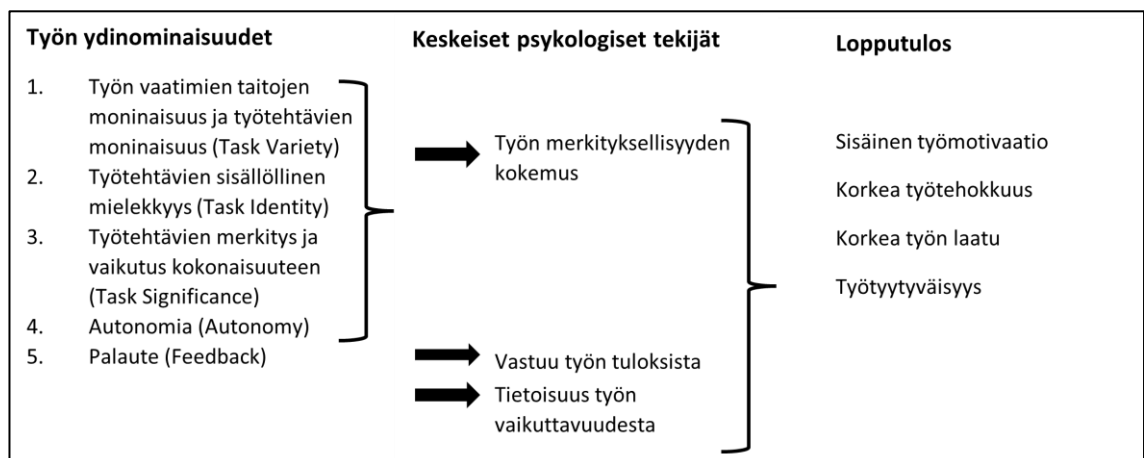 Työn ydinominaisuudet
1. Työn vaatimien taitojen
moninaisuus ja työtehtävien
moninaisuus (Task Variety)
2. Työtehtävien sisällöllinen
mielekkyys (Task Identity)
3. Työtehtävien merkitys ja
vaikutus kokonaisuuteen
(Task Significance)
4. Autonomia (Autonomy)
5. Palaute (Feedback)
Keskeiset psykologiset tekijät
Työn merkityksellisyyden
kokemus
Vastuu työn tuloksista
Tietoisuus työn
vaikuttavuudesta
Lopputulos
Sisäinen työmotivaatio
Korkea työtehokkuus
Korkea työn laatu
Työtyytyväisyys